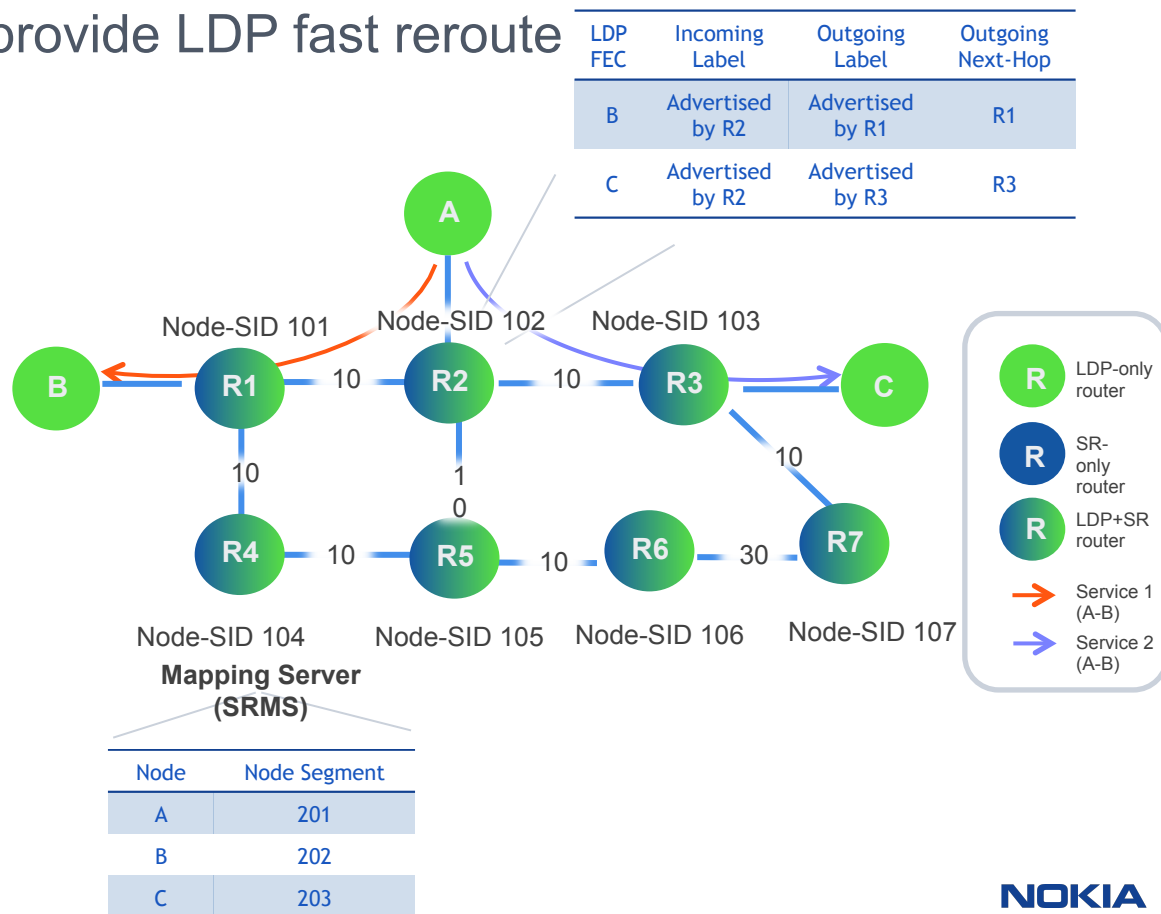 provide LDP fast reroute
LDP FEC
Incoming Label
Outgoing Label
Outgoing Next-Hop
B
Advertised by R2
Advertised by R1
R1
C
Advertised by R2
Advertised by R3
R3
A
Node-SID 101
Node-SID 102
Node-SID 103
B
R1
10
R2
10
R3
C
10
1
0
10
R4
10
R5
10
R6
30
R7
Node-SID 104
Node-SID 105
Node-SID 106
Node-SID 107
Mapping Server
(SRMS)
Node
Node Segment
A
201
B
202
C
203
R
LDP-only
router
R
SR-
only
router
R
LDP+SR
router
Service 1
(A-B)
Service 2
(A-B)
NOKIA